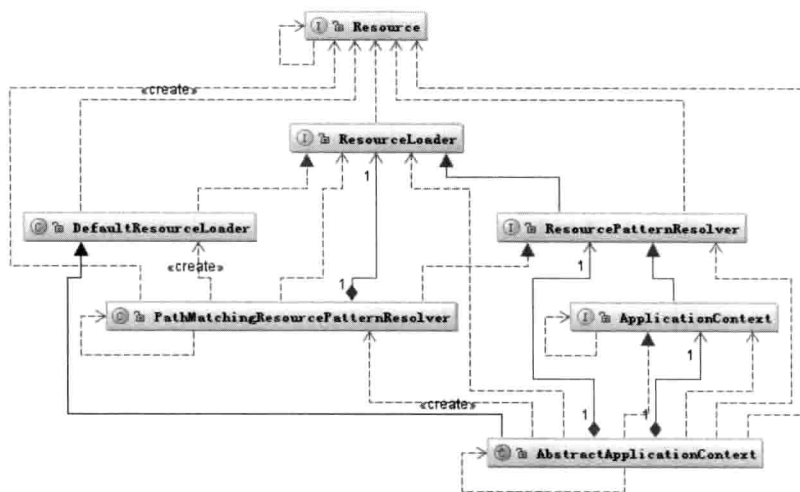 I Resource
«create»
I ResourceLoader
1
C DefaultResourceLoader
I ResourcePatternResolver
«create»
1
1
C PathMatchingResourcePatternResolver
I ApplicationContext
1
«create»
1
1
C AbstractApplicationContext